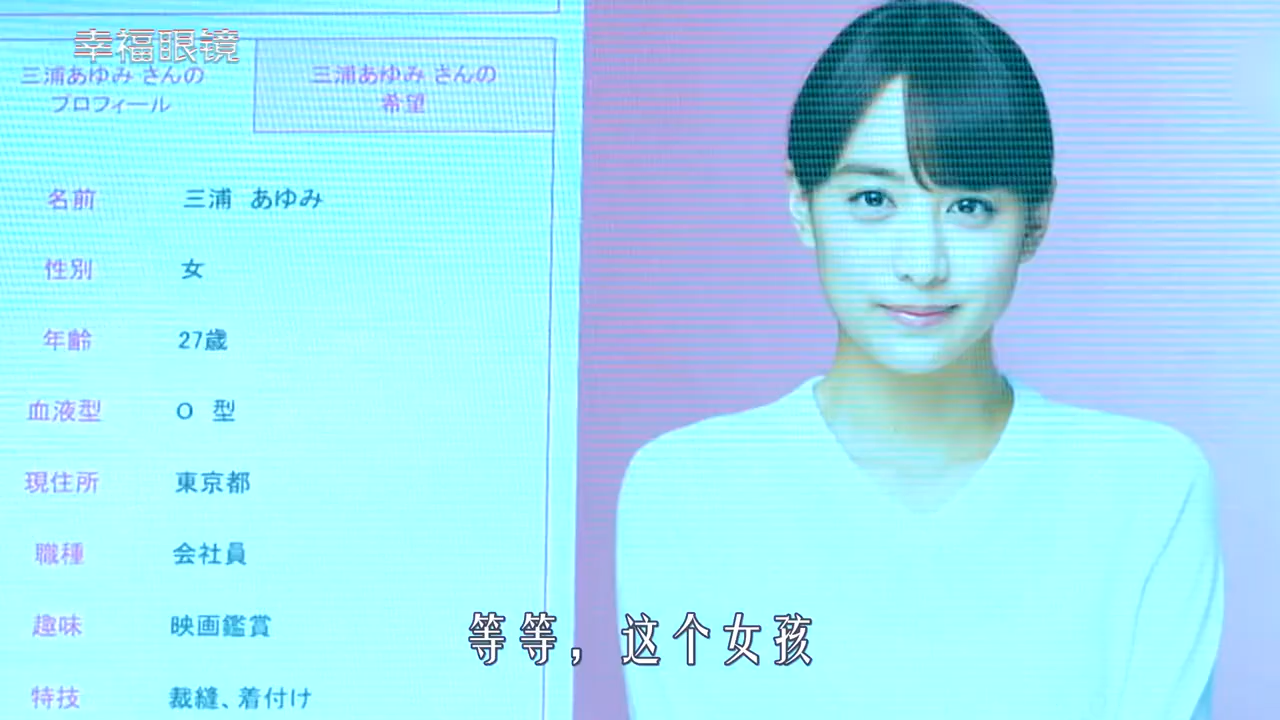 幸福眼镜
三浦あゆみ さんの
プロフィール
三浦あゆみ さんの
希望
名前 三浦 あゆみ
性別 女
年齢 27歳
血液型 O 型
現住所 東京都
職種 会社員
趣味 映画鑑賞
特技 裁縫、着付け
等等，这个女孩